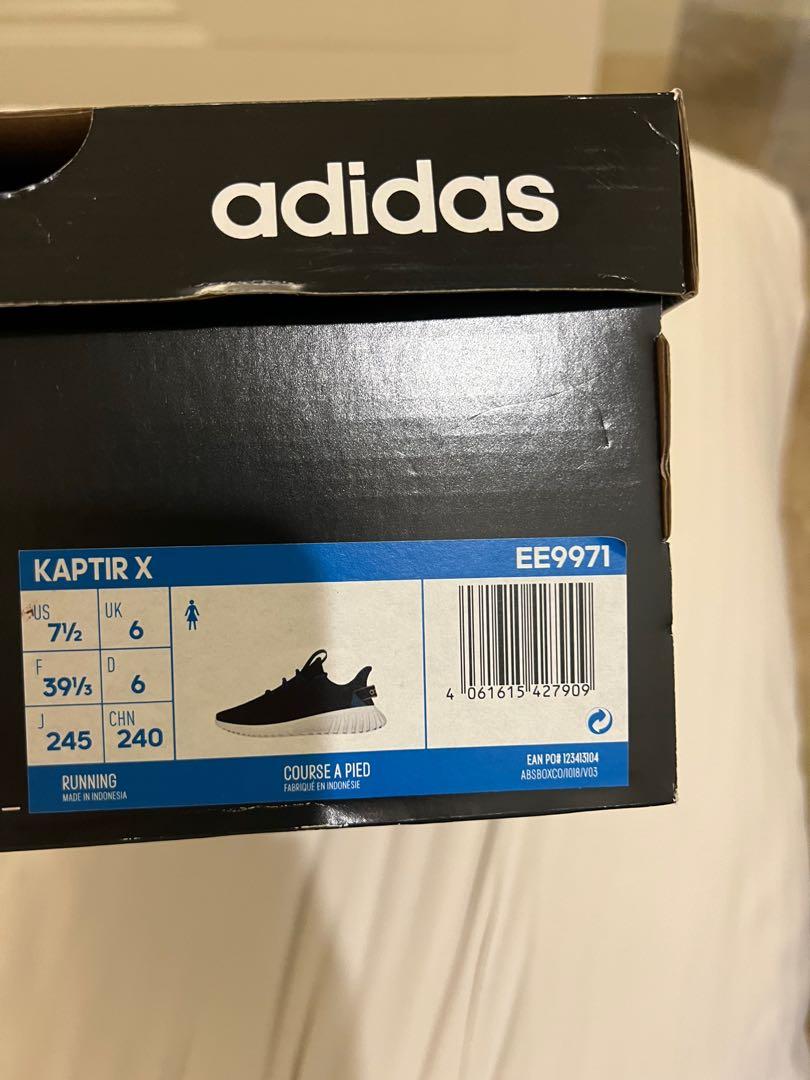 adidas
KAPTIR X EE9971
US 7½ UK 6
F 39⅓ D 6
J 245 CHN 240
4 061615 427909
RUNNING
MADE IN INDONESIA
COURSE A PIED
FABRIQUÉ EN INDONÉSIE
EAN PO# 123413104
ABSBOXCO/1018/V03